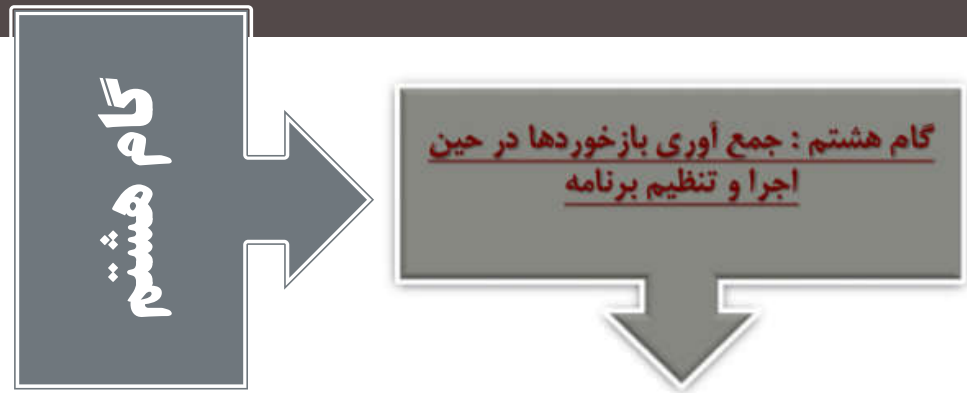 گام هشتم
گام هشتم : جمع آوری بازخوردها در حین
اجرا و تنظیم برنامه